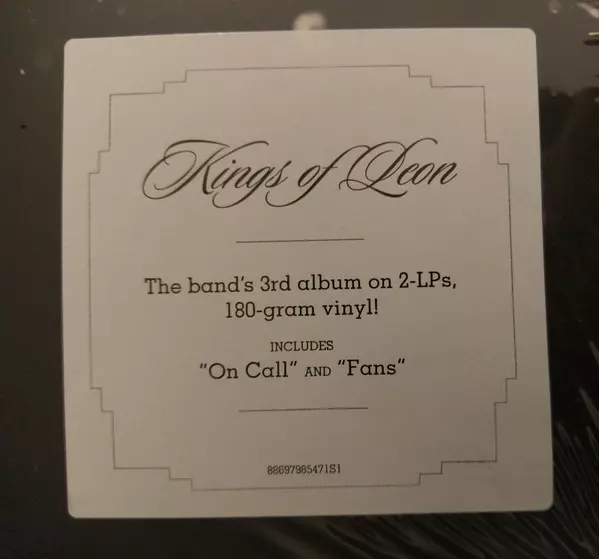 Kings of Leon
The band's 3rd album on 2-LPs,
180-gram vinyl!
INCLUDES
"On Call" AND "Fans"
88697985471S1